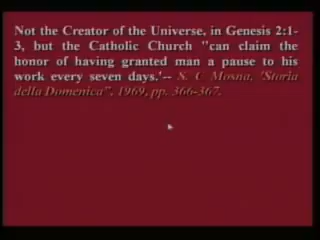 Not the Creator of the Universe, in Genesis 2:1-
3, but the Catholic Church "can claim the
honor of having granted man a pause to his
work every seven days.'-- S. C Mosna, 'Storia
della Domenica", 1969, pp. 366-367.